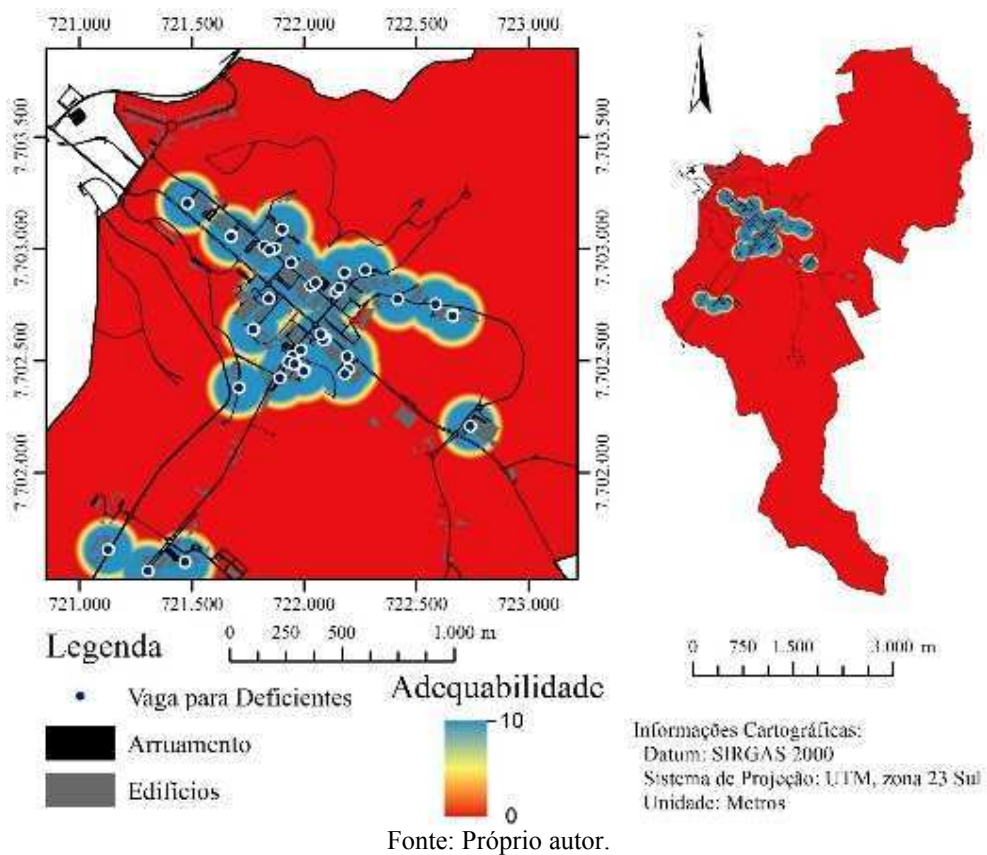 721.000 721.500 722.000 722.500 723.000
7.703.500 7.703.500
7.703.000 7.703.000
7.702.500 7.702.500
7.702.000 7.702.000
721.000 721.500 722.000 722.500 723.000
Legenda
0 250 500 1.000 m
Vaga para Deficientes
Arruamento
Edifícios
Adequabilidade
10
0
0 750 1.500 3.000 m
Informações Cartográficas:
Datum: SIRGAS 2000
Sistema de Projeção: UTM, zona 23 Sul
Unidade: Metros
Fonte: Próprio autor.